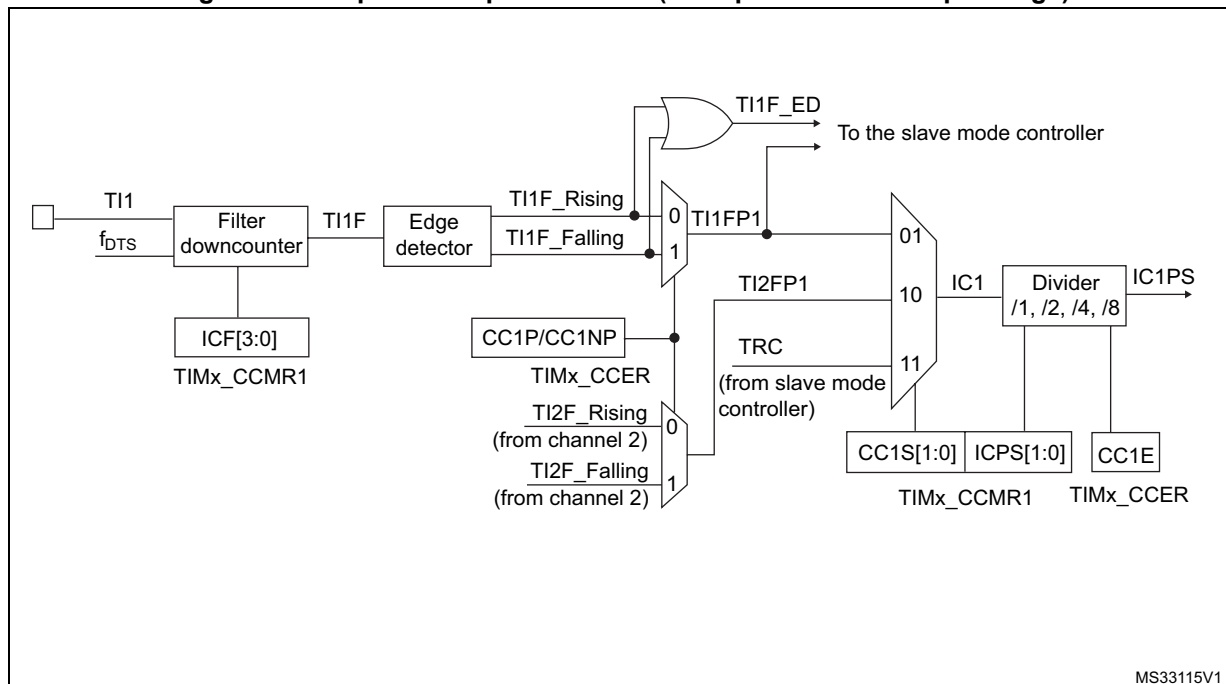 TI1F_ED
To the slave mode controller
TI1
f_DTS
Filter
downcounter
TI1F
Edge
detector
TI1F_Rising
TI1F_Falling
0
1
TI1FP1
01
10
11
TI2FP1
TRC
(from slave mode
controller)
IC1
Divider
/1, /2, /4, /8
IC1PS
ICF[3:0]
TIMx_CCMR1
CC1P/CC1NP
TIMx_CCER
TI2F_Rising
(from channel 2)
TI2F_Falling
(from channel 2)
0
1
CC1S[1:0]
ICPS[1:0]
TIMx_CCMR1
CC1E
TIMx_CCER
MS33115V1